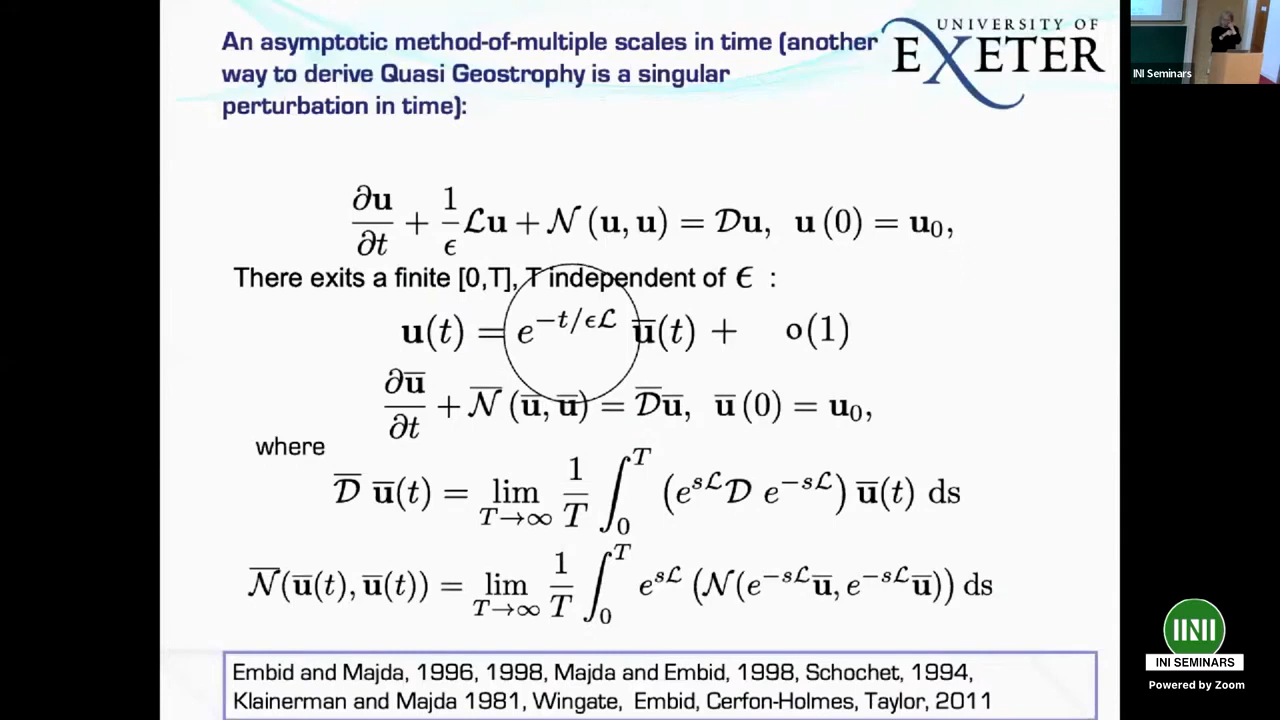 An asymptotic method-of-multiple scales in time (another
way to derive Quasi Geostrophy is a singular
perturbation in time):
UNIVERSITY OF
EXETER
INI Seminars
∂u/∂t + 1/ϵ ℒu + 𝒩(u, u) = 𝒟u, u(0) = u₀,
There exits a finite [0,T], T independent of ϵ :
u(t) = e^{−t/ϵℒ} ū(t) + o(1)
∂ū/∂t + 𝒩̅(ū, ū) = 𝒟̅ū, ū(0) = u₀,
where
𝒟̅ ū(t) = lim_{T→∞} 1/T ∫₀^T (e^{sℒ}𝒟 e^{−sℒ}) ū(t) ds
𝒩̅(ū(t), ū(t)) = lim_{T→∞} 1/T ∫₀^T e^{sℒ} (𝒩(e^{−sℒ}ū, e^{−sℒ}ū)) ds
Embid and Majda, 1996, 1998, Majda and Embid, 1998, Schochet, 1994,
Klainerman and Majda 1981, Wingate, Embid, Cerfon-Holmes, Taylor, 2011
INI SEMINARS
Powered by Zoom